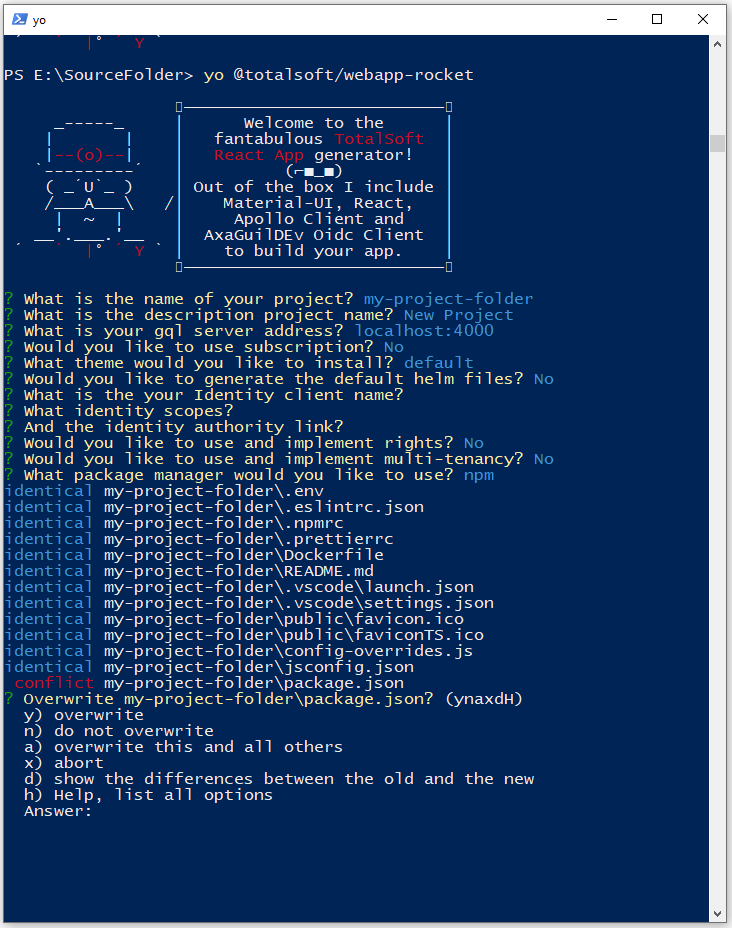 yo
PS E:\SourceFolder> yo @totalsoft/webapp-rocket
Welcome to the
fantabulous TotalSoft
React App generator!
(⌐■_■)
Out of the box I include
Material-UI, React,
Apollo Client and
AxaGuilDEv Oidc Client
to build your app.
? What is the name of your project? my-project-folder
? What is the description project name? New Project
? What is your gql server address? localhost:4000
? Would you like to use subscription? No
? What theme would you like to install? default
? Would you like to generate the default helm files? No
? What is the your Identity client name?
? What identity scopes?
? And the identity authority link?
? Would you like to use and implement rights? No
? Would you like to use and implement multi-tenancy? No
? What package manager would you like to use? npm
identical my-project-folder\.env
identical my-project-folder\.eslintrc.json
identical my-project-folder\.npmrc
identical my-project-folder\.prettierrc
identical my-project-folder\Dockerfile
identical my-project-folder\README.md
identical my-project-folder\.vscode\launch.json
identical my-project-folder\.vscode\settings.json
identical my-project-folder\public\favicon.ico
identical my-project-folder\public\faviconTS.ico
identical my-project-folder\config-overrides.js
identical my-project-folder\jsconfig.json
conflict my-project-folder\package.json
? Overwrite my-project-folder\package.json? (ynaxdH)
y) overwrite
n) do not overwrite
a) overwrite this and all others
x) abort
d) show the differences between the old and the new
h) Help, list all options
Answer: